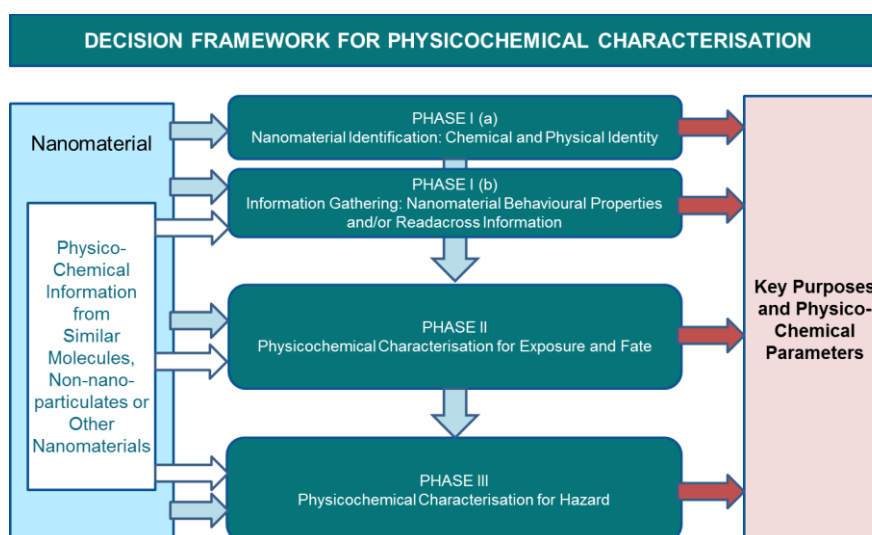 DECISION FRAMEWORK FOR PHYSICOCHEMICAL CHARACTERISATION
Nanomaterial
Physico-
Chemical
Information
from
Similar
Molecules,
Non-nano-
particulates or
Other
Nanomaterials
PHASE I (a)
Nanomaterial Identification: Chemical and Physical Identity
PHASE I (b)
Information Gathering: Nanomaterial Behavioural Properties
and/or Readacross Information
PHASE II
Physicochemical Characterisation for Exposure and Fate
PHASE III
Physicochemical Characterisation for Hazard
Key Purposes
and Physico-
Chemical
Parameters